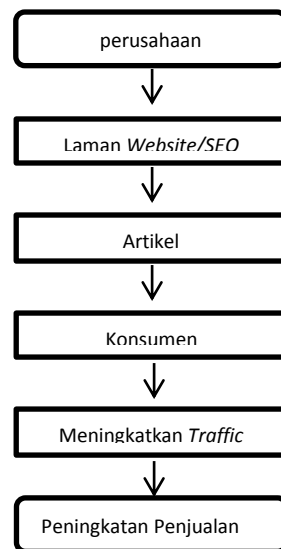 perusahaan
Laman Website/SEO
Artikel
Konsumen
Meningkatkan Traffic
Peningkatan Penjualan